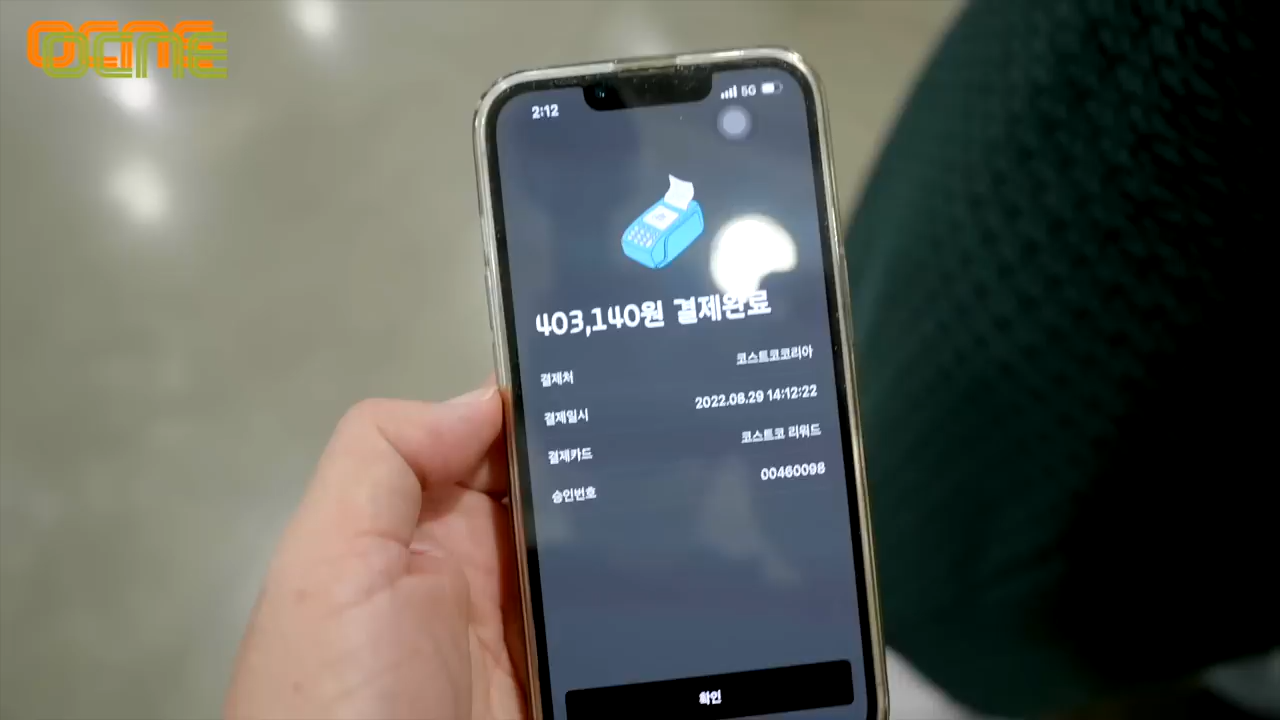 OCNE
OCNE
2:12
5G
403,140원 결제완료
결제처 코스트코코리아
결제일시 2022.08.29 14:12:22
결제카드 코스트코 리워드
승인번호 00460098
확인